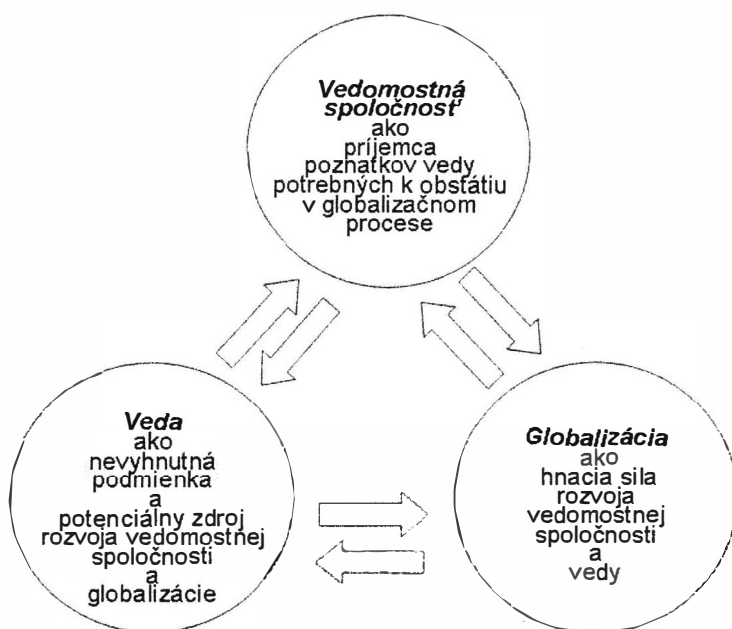 Vedomostná
spoločnosť
ako
príjemca
poznatkov vedy
potrebných k obstátiu
v globalizačnom
procese
Veda
ako
nevyhnutná
podmienka
a
potenciálny zdroj
rozvoja vedomostnej
spoločnosti
a
globalizácie
Globalizácia
ako
hnacia sila
rozvoja
vedomostnej
spoločnosti
a
vedy